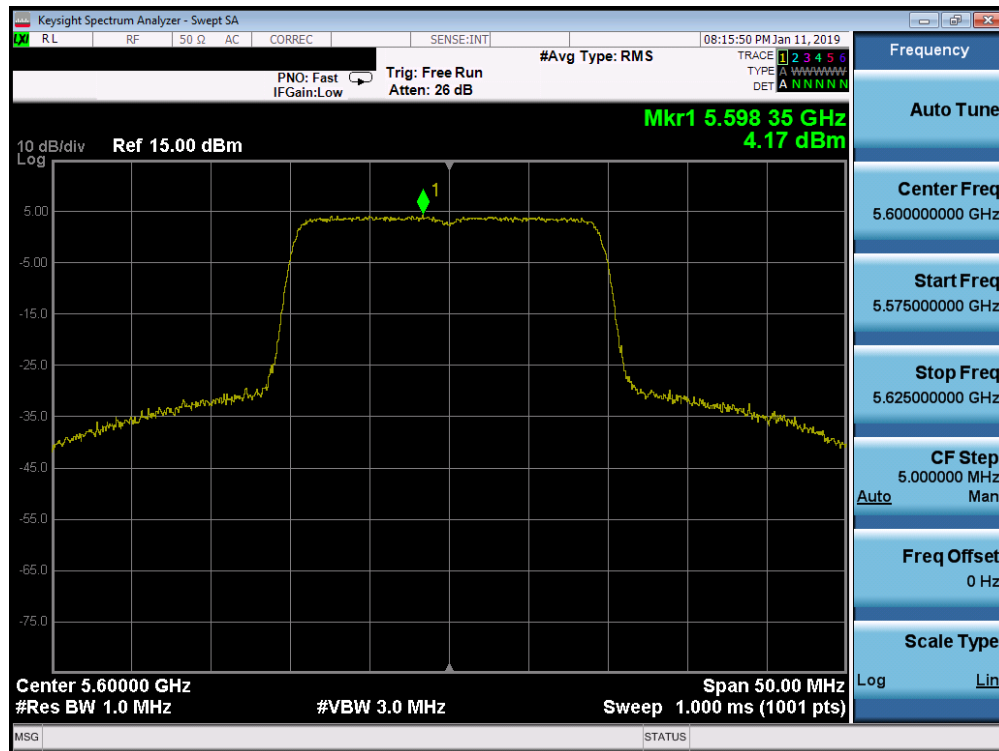 Keysight Spectrum Analyzer - Swept SA
LXI RL RF 50 Ω AC CORREC SENSE:INT 08:15:50 PM Jan 11, 2019
#Avg Type: RMS
TRACE 1 2 3 4 5 6
TYPE A WWWWW
DET A N N N N N
PNO: Fast
IFGain:Low
Trig: Free Run
Atten: 26 dB
Mkr1 5.598 35 GHz
4.17 dBm
10 dB/div Ref 15.00 dBm
Log
1
5.00
-5.00
-15.0
-25.0
-35.0
-45.0
-55.0
-65.0
-75.0
Center 5.60000 GHz Span 50.00 MHz
#Res BW 1.0 MHz #VBW 3.0 MHz Sweep 1.000 ms (1001 pts)
MSG STATUS
Frequency
Auto Tune
Center Freq
5.600000000 GHz
Start Freq
5.575000000 GHz
Stop Freq
5.625000000 GHz
CF Step
5.000000 MHz
Auto Man
Freq Offset
0 Hz
Scale Type
Log Lin